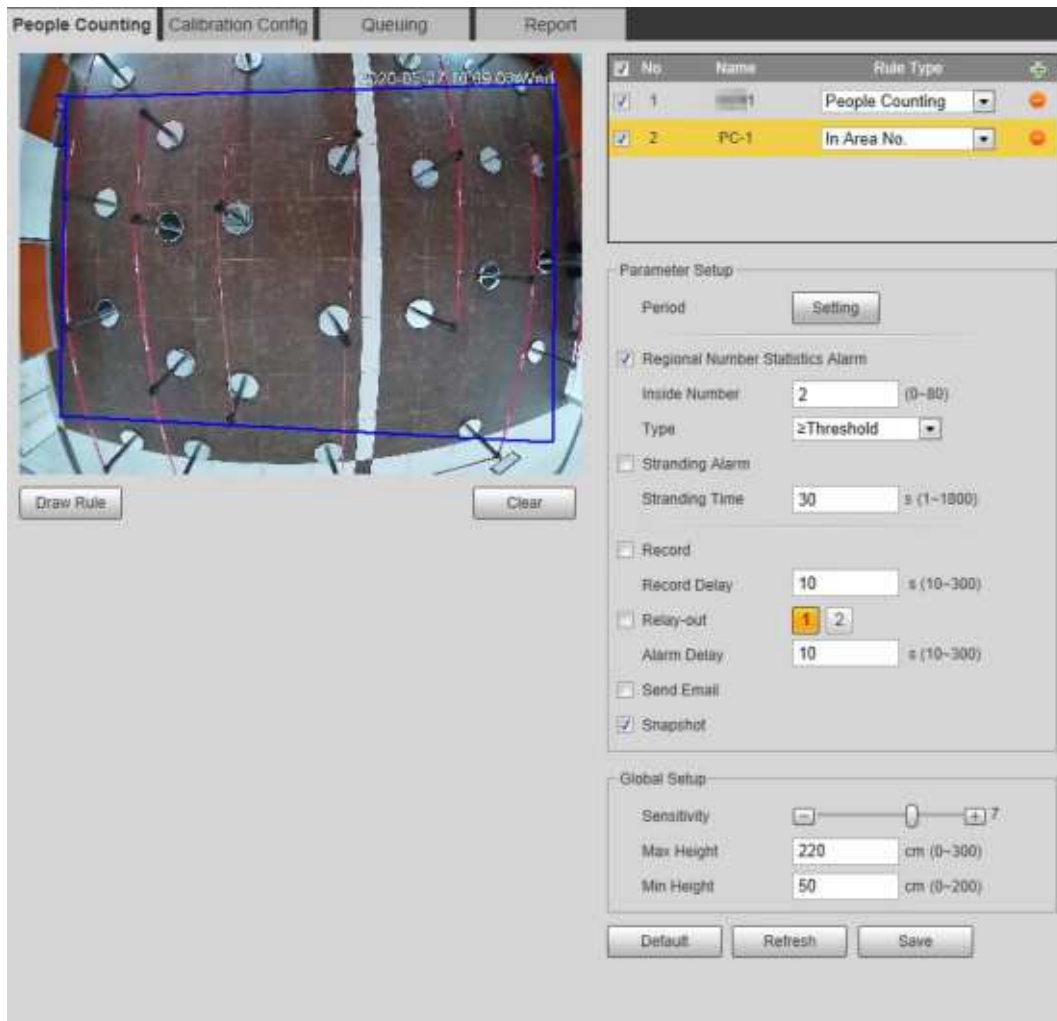 People Counting Calibration Config Queuing Report
No Name Rule Type
1 1 People Counting
2 PC-1 In Area No.
Parameter Setup
Period Setting
Regional Number Statistics Alarm
Inside Number 2 (0~80)
Type ≥Threshold
Stranding Alarm
Stranding Time 30 s (1~1800)
Record
Record Delay 10 s (10~300)
Relay-out 1 2
Alarm Delay 10 s (10~300)
Send Email
Snapshot
Global Setup
Sensitivity 7
Max Height 220 cm (0~300)
Min Height 50 cm (0~200)
Default Refresh Save
Draw Rule Clear